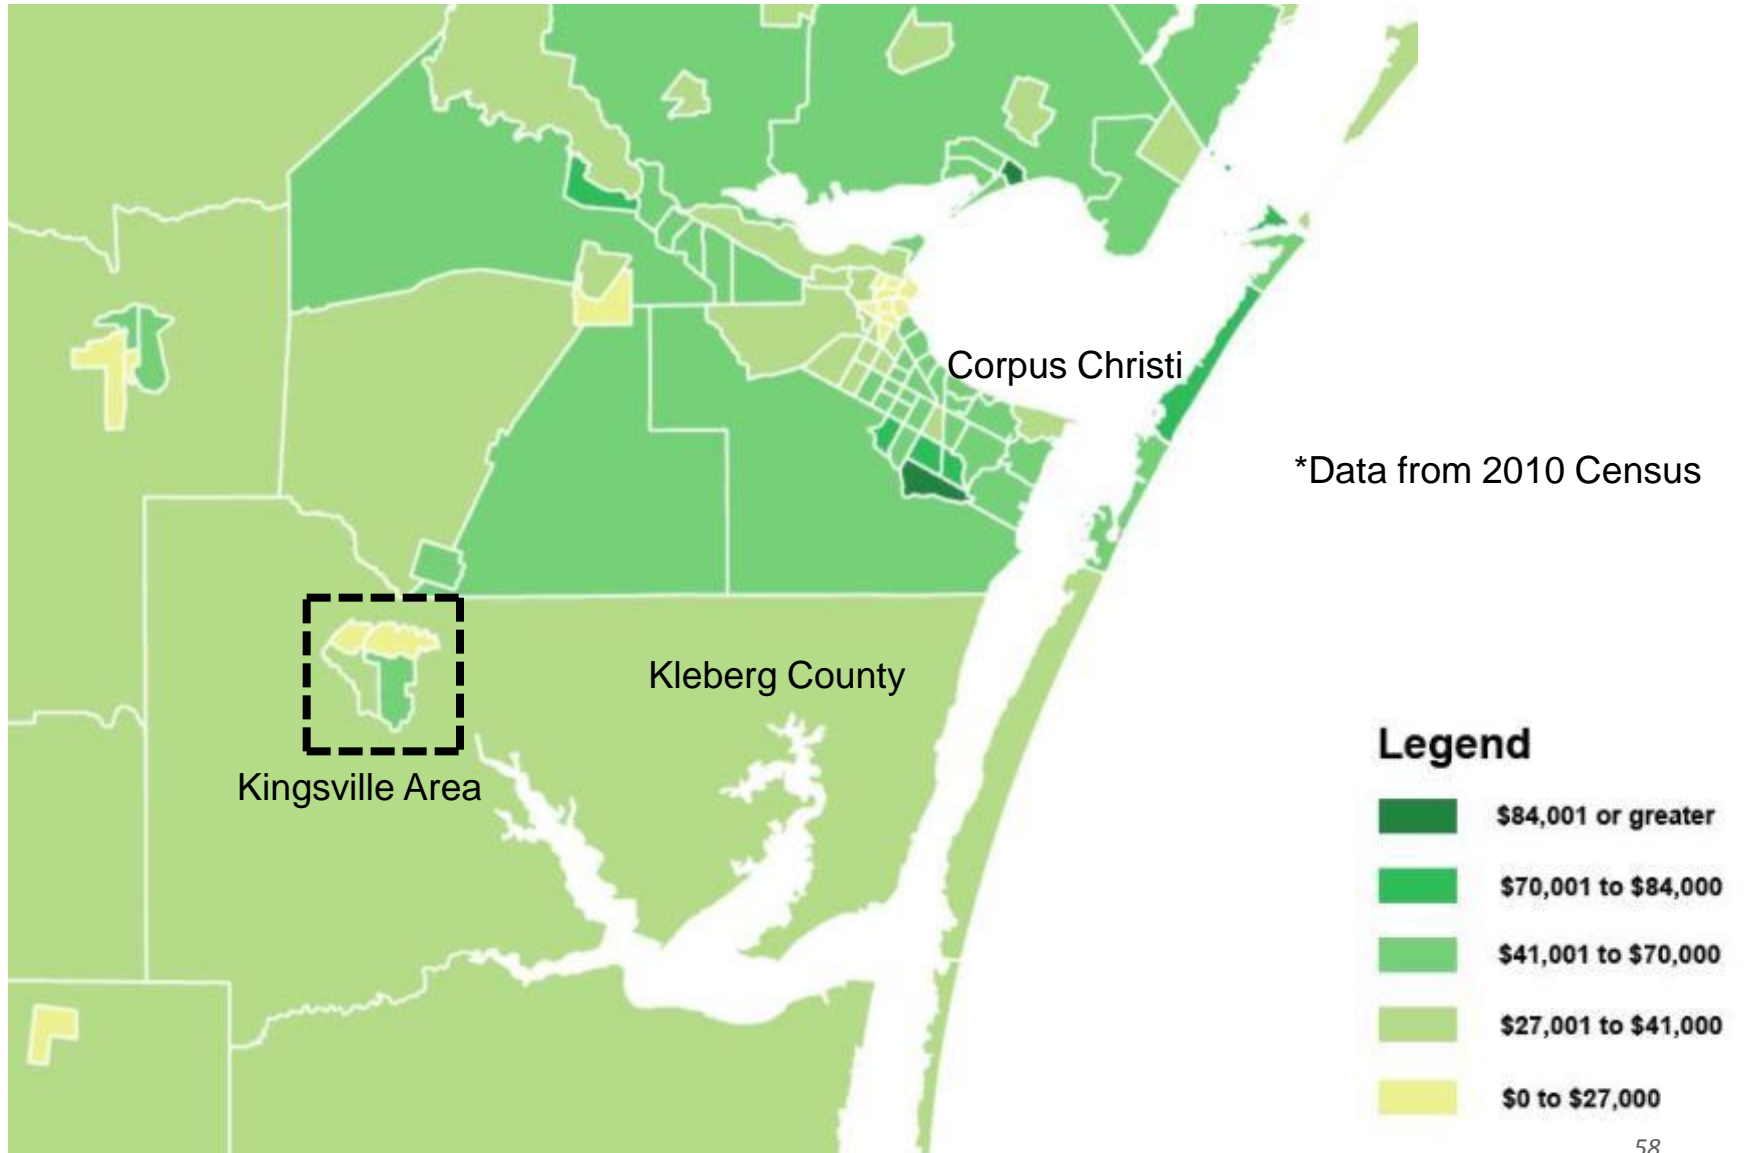 Corpus Christi
*Data from 2010 Census
Kleberg County
Kingsville Area
Legend
$84,001 or greater
$70,001 to $84,000
$41,001 to $70,000
$27,001 to $41,000
$0 to $27,000
58